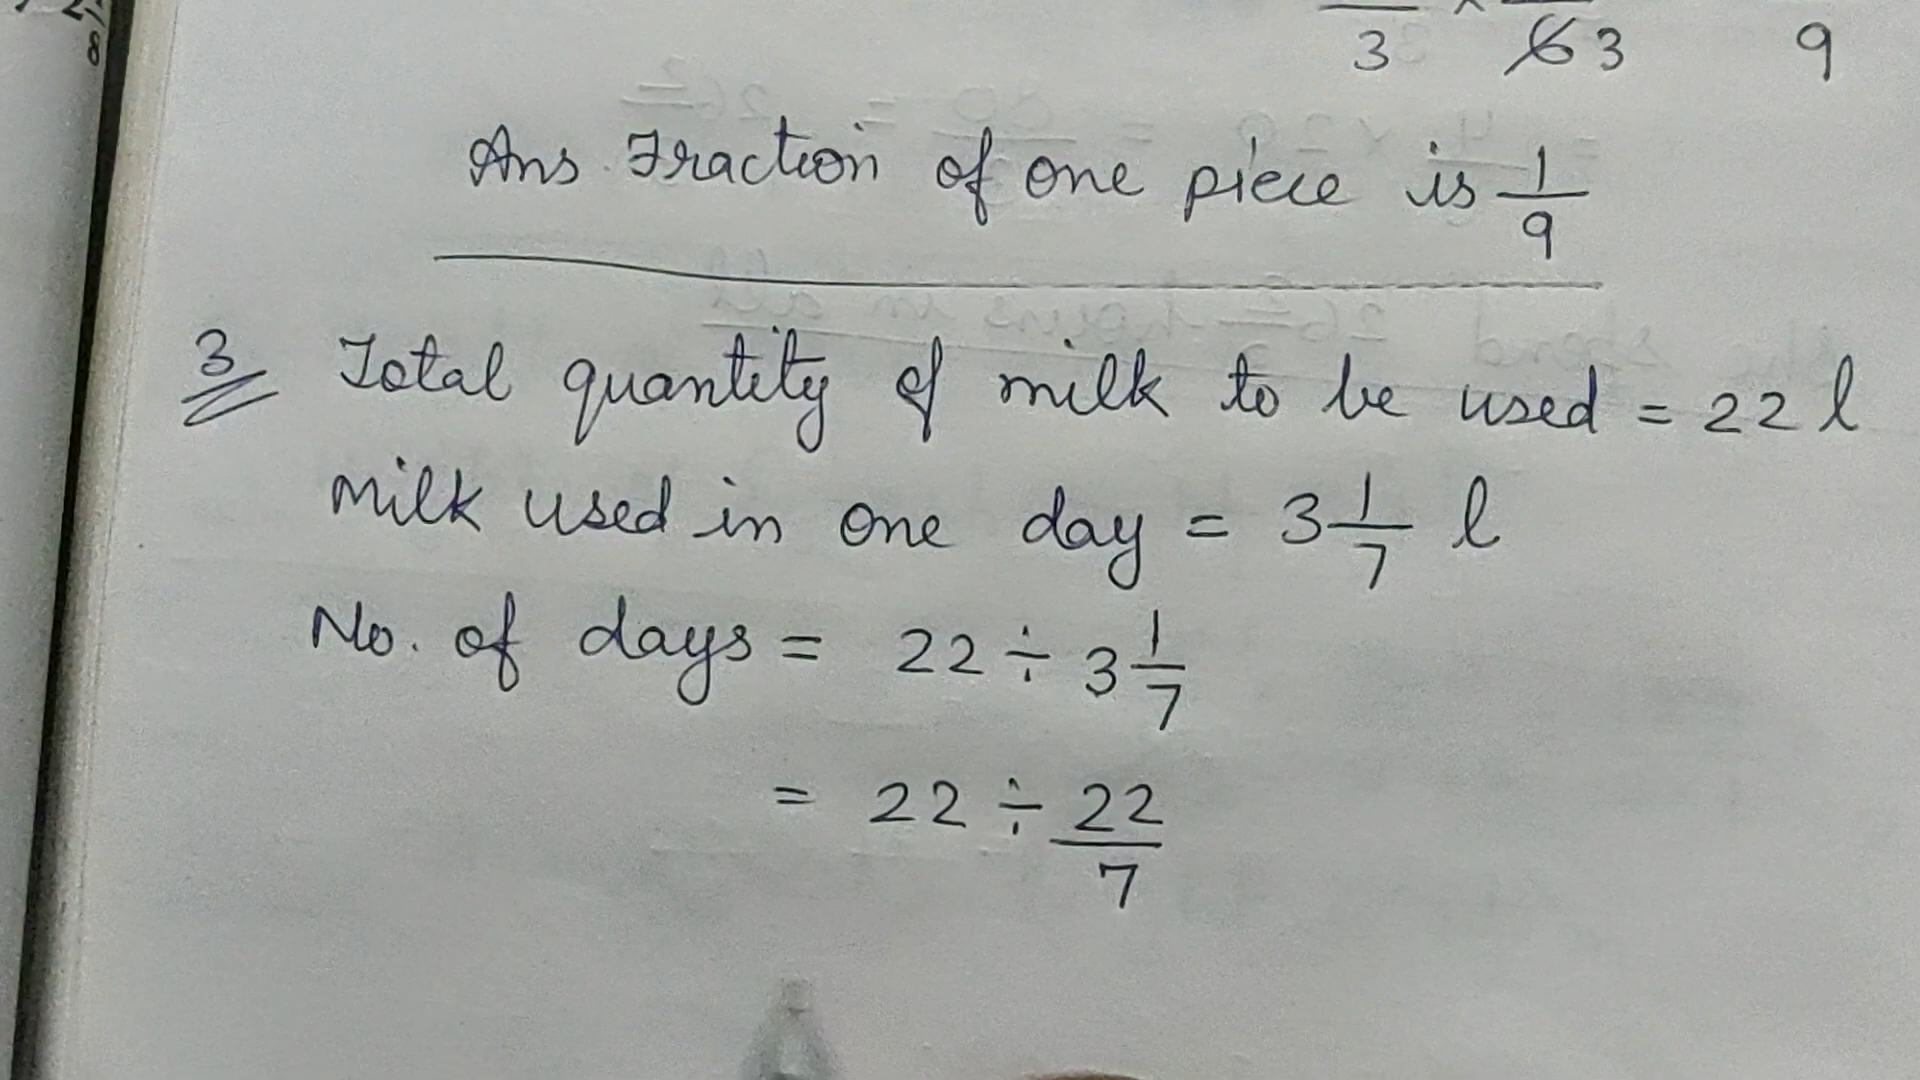 3 × 6 3 9
Ans. Fraction of one piece is 1/9
3 Total quantity of milk to be used = 22 l
Milk used in one day = 3 1/7 l
No. of days = 22 ÷ 3 1/7
= 22 ÷ 22/7